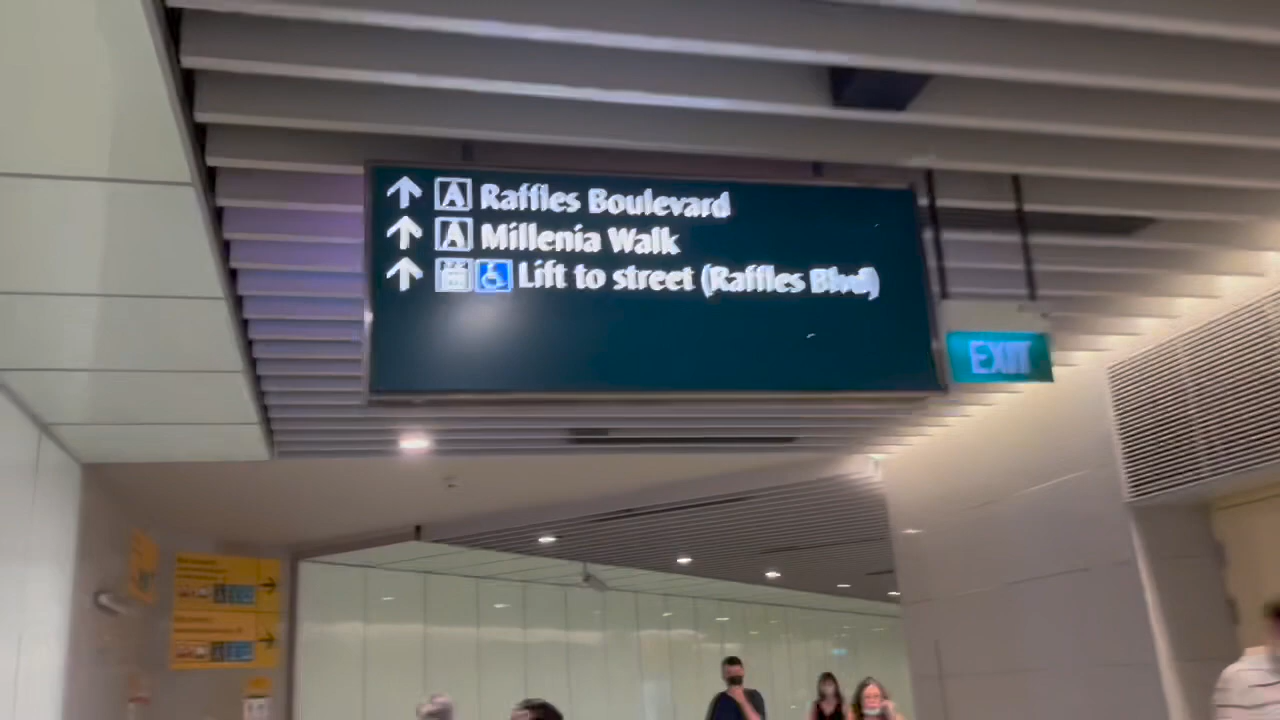 A Raffles Boulevard
A Millenia Walk
Lift to street (Raffles Blvd)
EXIT